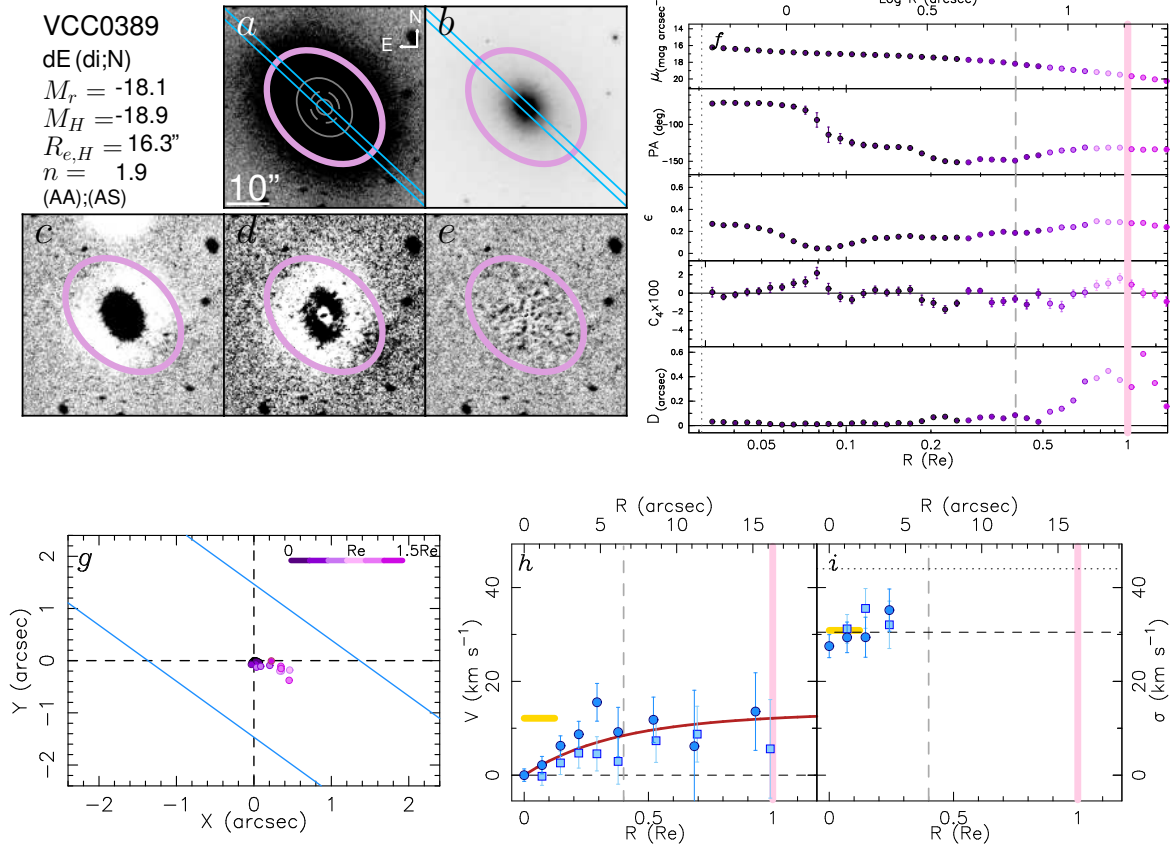 VCC0389
dE (di;N)
M_r = -18.1
M_H = -18.9
R_{e,H} = 16.3"
n = 1.9
(AA);(AS)
a
N
E
10"
b
c
d
e
Log R (arcsec)
0 0.5 1
f
μ(mag arcsec⁻
14
16
18
20
PA (deg)
-100
-150
ϵ
0.6
0.4
0.2
0
C₄x100
2
0
-2
-4
D (arcsec)
0.6
0.4
0.2
0
0.05 0.1 0.2 0.5 1
R (Re)
g
0 Re 1.5Re
Y (arcsec)
2
1
0
-1
-2
-2 -1 0 1 2
X (arcsec)
R (arcsec)
0 5 10 15
h
V (km s⁻¹)
40
20
0
0 0.5 1
R (Re)
R (arcsec)
0 5 10 15
i
σ (km s⁻¹)
40
20
0
0 0.5 1
R (Re)